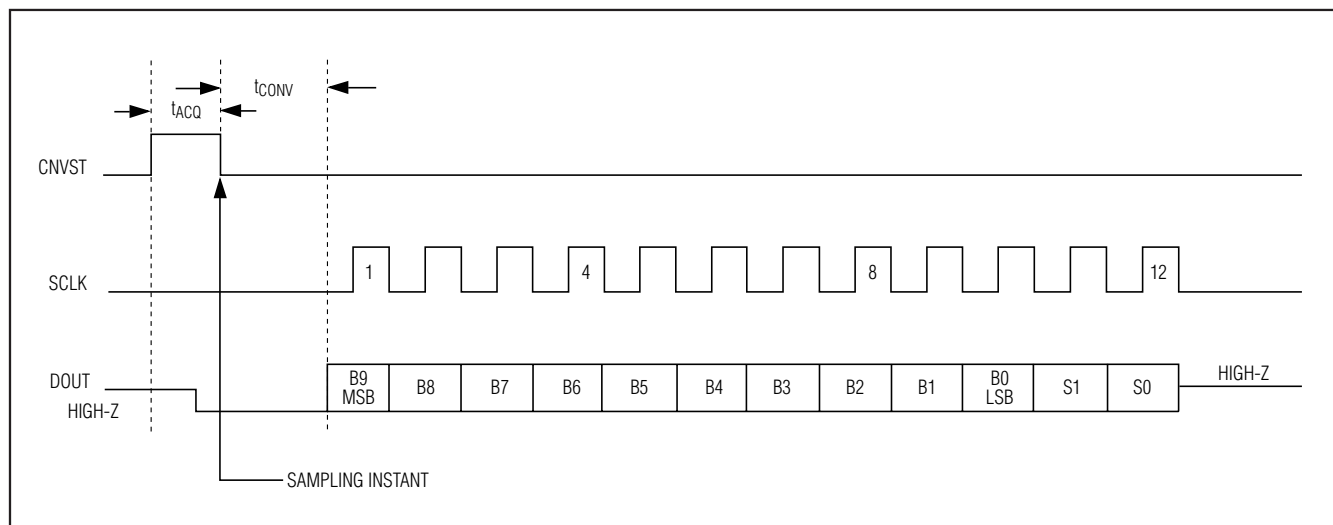 tCONV
tACQ
CNVST
SCLK
1
4
8
12
DOUT
HIGH-Z
B9
MSB
B8
B7
B6
B5
B4
B3
B2
B1
B0
LSB
S1
S0
HIGH-Z
SAMPLING INSTANT